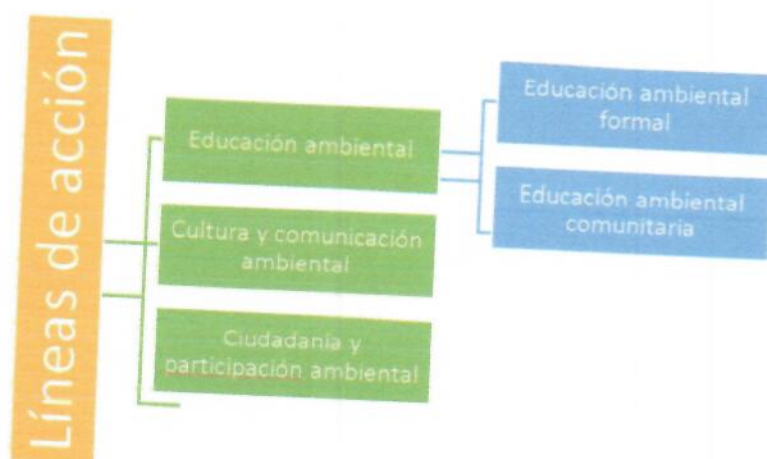 Líneas de acción
Educación ambiental
Cultura y comunicación
ambiental
Ciudadanía y
participación ambiental
Educación ambiental
formal
Educación ambiental
comunitaria